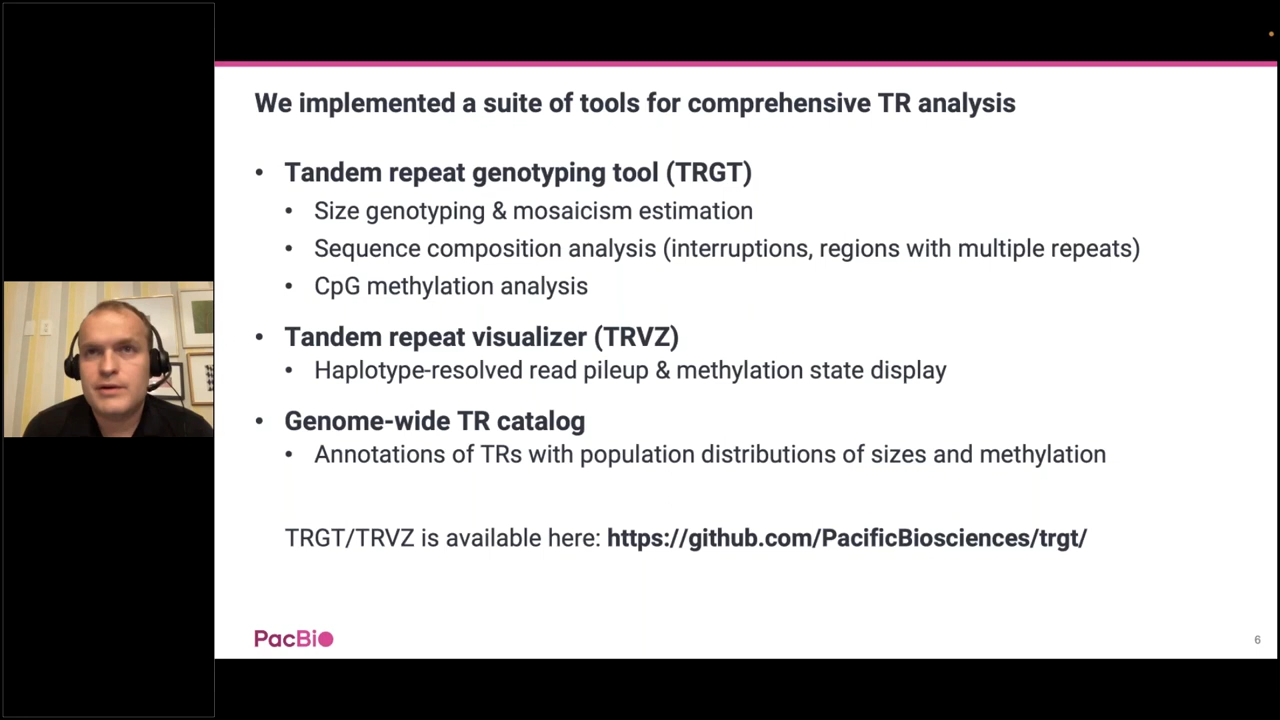 We implemented a suite of tools for comprehensive TR analysis
• Tandem repeat genotyping tool (TRGT)
• Size genotyping & mosaicism estimation
• Sequence composition analysis (interruptions, regions with multiple repeats)
• CpG methylation analysis
• Tandem repeat visualizer (TRVZ)
• Haplotype-resolved read pileup & methylation state display
• Genome-wide TR catalog
• Annotations of TRs with population distributions of sizes and methylation
TRGT/TRVZ is available here: https://github.com/PacificBiosciences/trgt/
PacBio
6